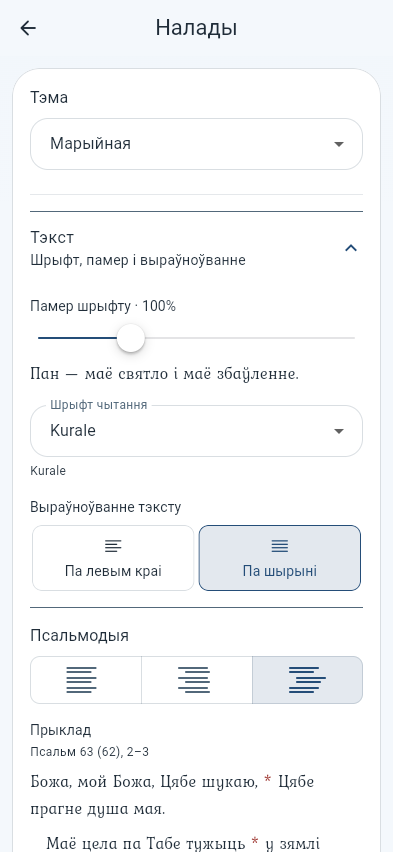 Налады
Тэма
Марыйная
Тэкст
Шрыфт, памер і выраўноўванне
Памер шрыфту · 100%
Пан — маё святло і маё збаўленне.
Шрыфт чытання
Kurale
Kurale
Выраўноўванне тэксту
Па левым краі
Па шырыні
Псальмодыя
Прыклад
Псальм 63 (62), 2–3
Божа, мой Божа, Цябе шукаю, * Цябе
прагне душа мая.
Маё цела па Табе тужыць * у зямлі